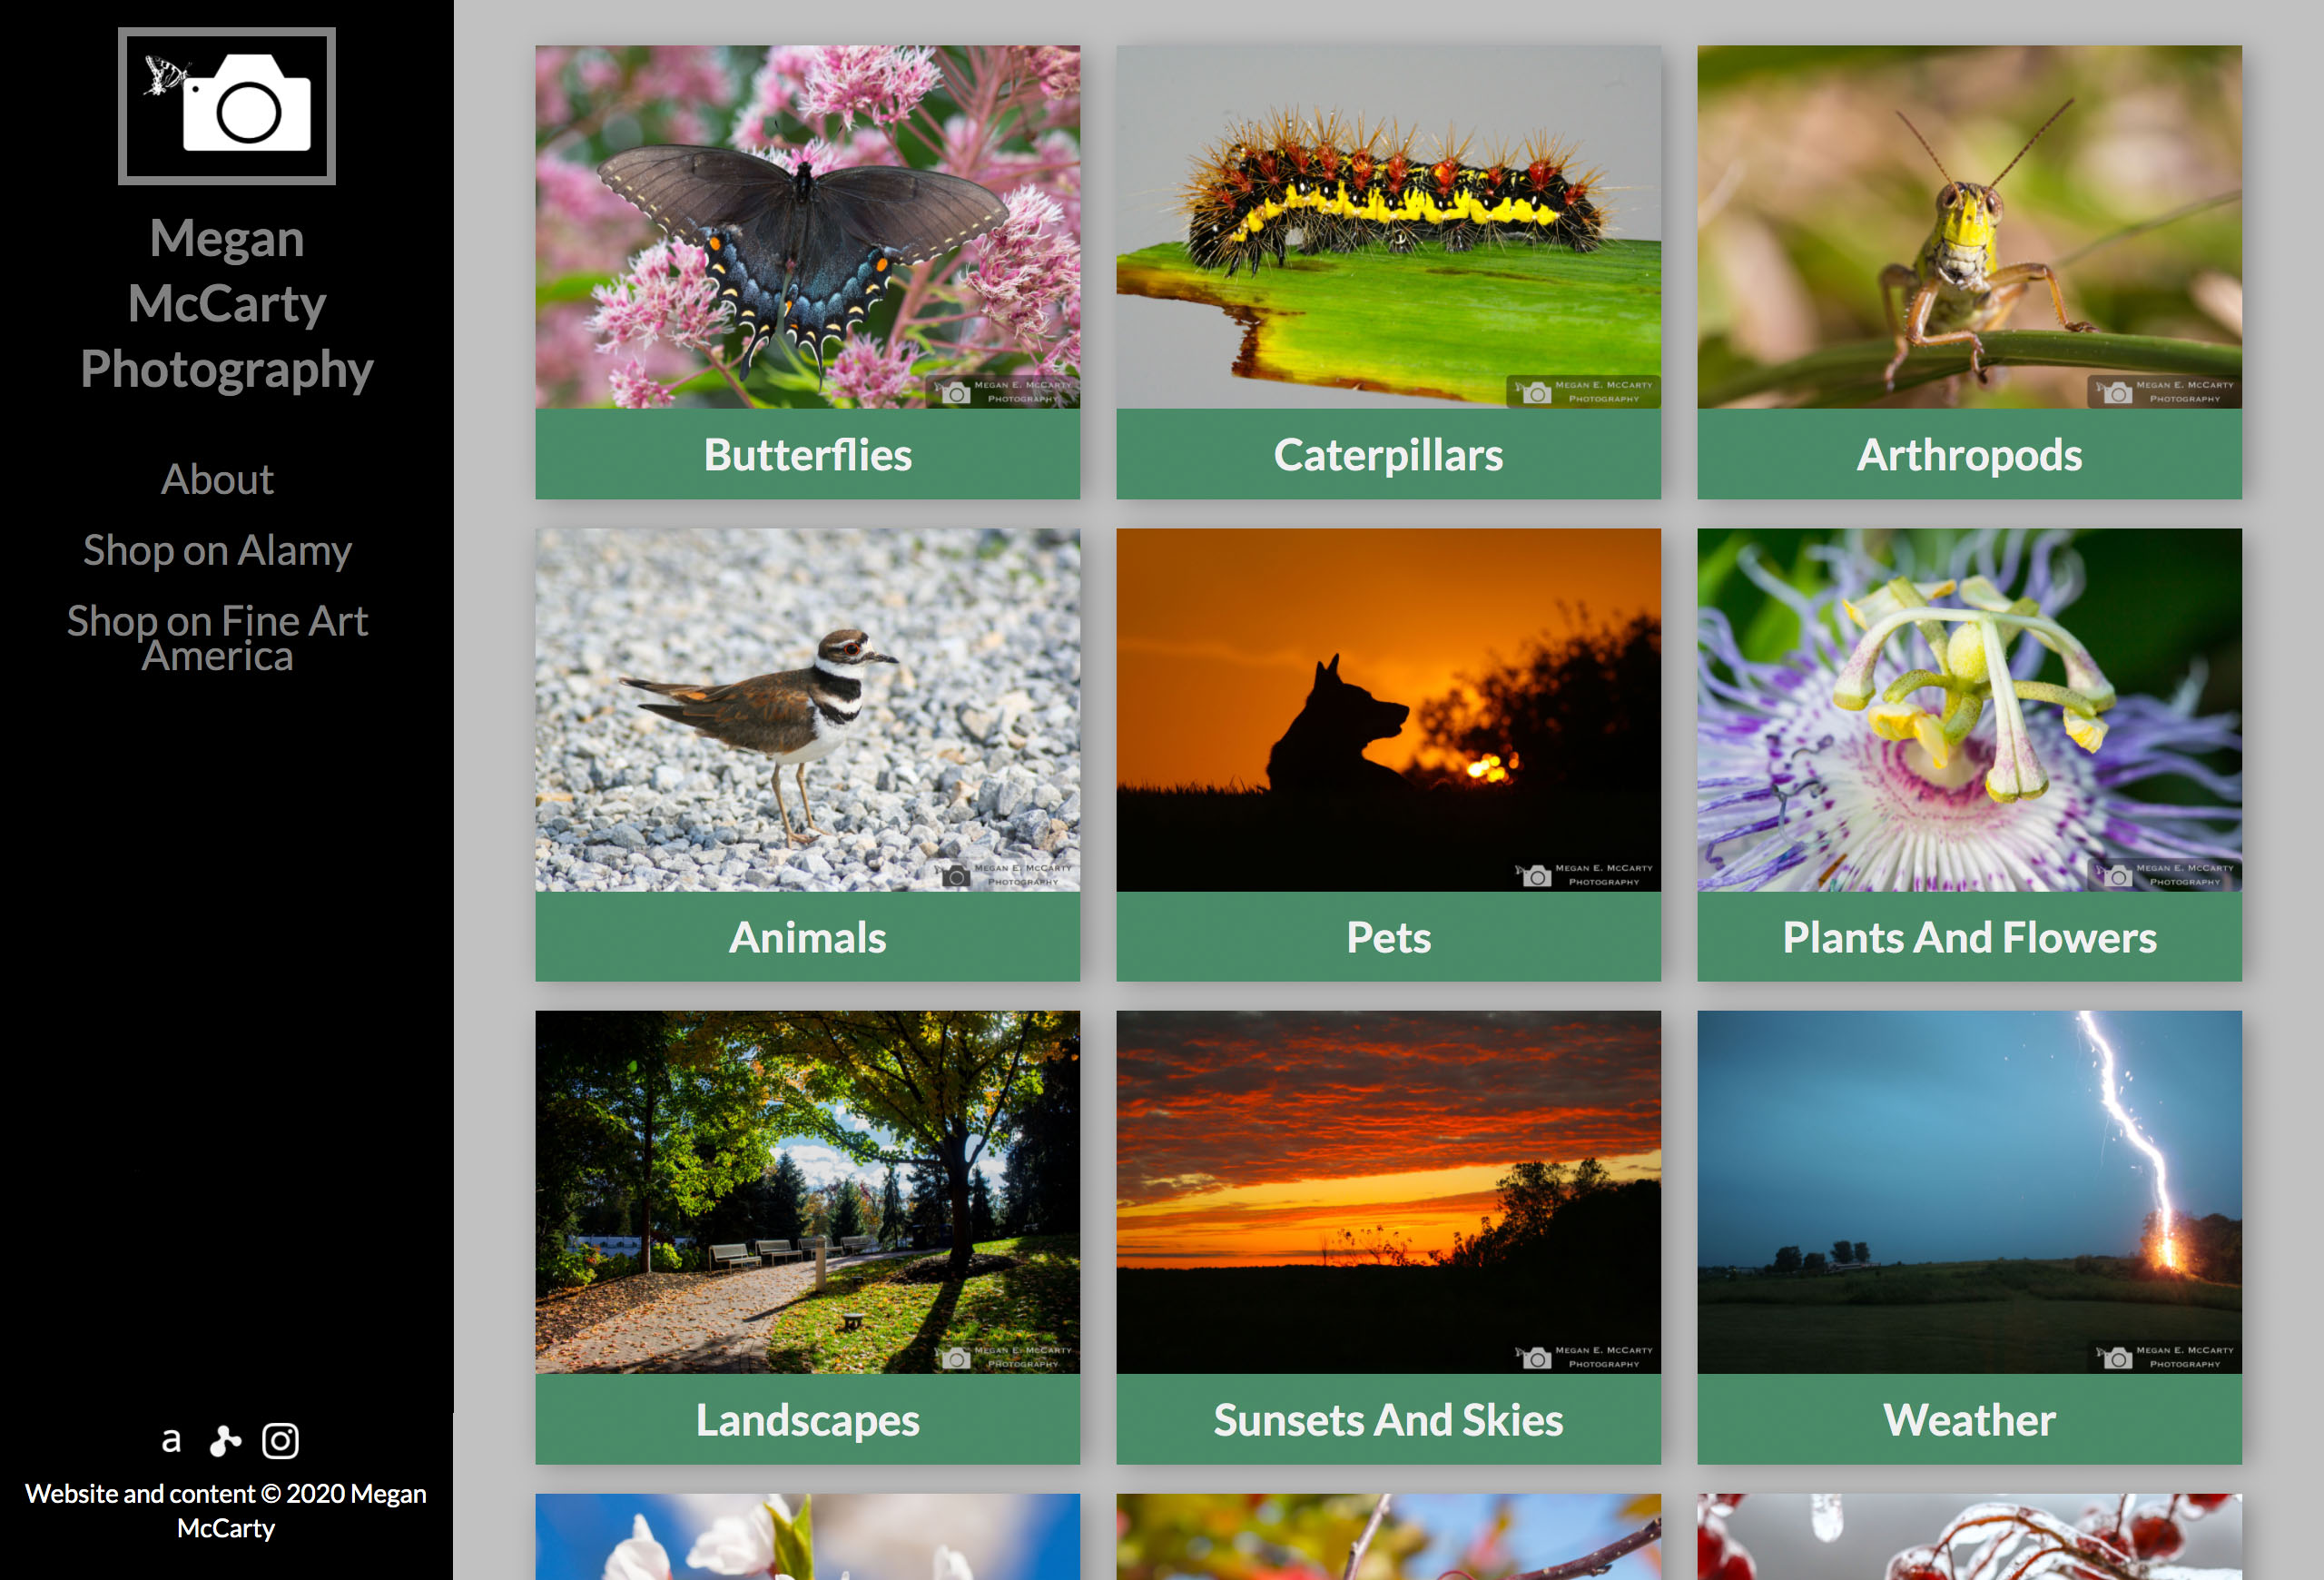 Megan
McCarty
Photography
About
Shop on Alamy
Shop on Fine Art
America
a
Website and content © 2020 Megan
McCarty
MEGAN E. MCCARTY
PHOTOGRAPHY
MEGAN E. MCCARTY
PHOTOGRAPHY
MEGAN E. MCCARTY
PHOTOGRAPHY
Butterflies
Caterpillars
Arthropods
MEGAN E. MCCARTY
PHOTOGRAPHY
MEGAN E. MCCARTY
PHOTOGRAPHY
MEGAN E. MCCARTY
PHOTOGRAPHY
Animals
Pets
Plants And Flowers
MEGAN E. MCCARTY
PHOTOGRAPHY
MEGAN E. MCCARTY
PHOTOGRAPHY
MEGAN E. MCCARTY
PHOTOGRAPHY
Landscapes
Sunsets And Skies
Weather